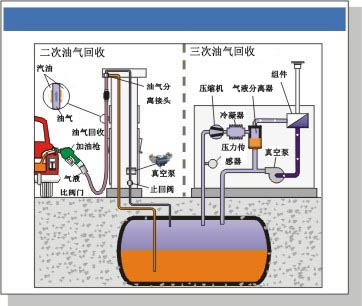 二次油气回收
三次油气回收
汽油
油气
油气回收
加油枪
气液
比阀门
油气分
离接头
真空泵
止回阀
组件
压缩机
气液分离器
冷凝器
压力传
感器
真空泵